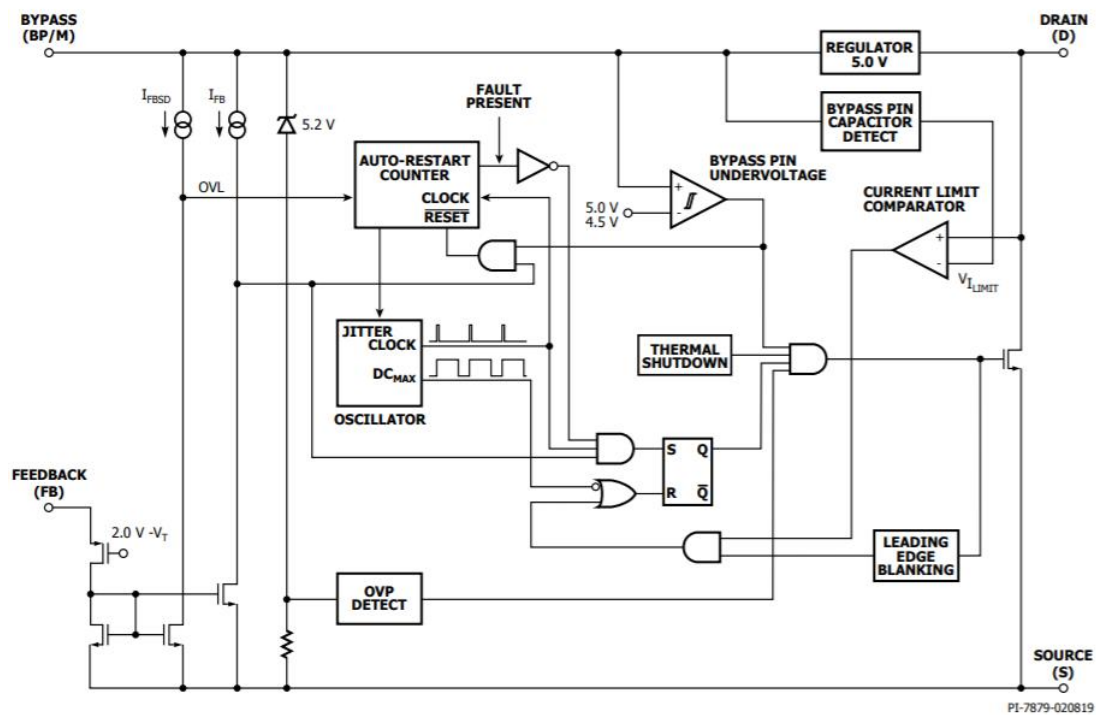 BYPASS
(BP/M)
DRAIN
(D)
REGULATOR
5.0 V
I_FBSD
I_FB
5.2 V
FAULT
PRESENT
BYPASS PIN
CAPACITOR
DETECT
AUTO-RESTART
COUNTER
CLOCK
R̅E̅S̅E̅T̅
OVL
BYPASS PIN
UNDERVOLTAGE
+
-
5.0 V
4.5 V
CURRENT LIMIT
COMPARATOR
+
-
V_I_LIMIT
JITTER
CLOCK
DC_MAX
OSCILLATOR
THERMAL
SHUTDOWN
S Q
R Q̅
FEEDBACK
(FB)
2.0 V -V_T
LEADING
EDGE
BLANKING
OVP
DETECT
SOURCE
(S)
PI-7879-020819